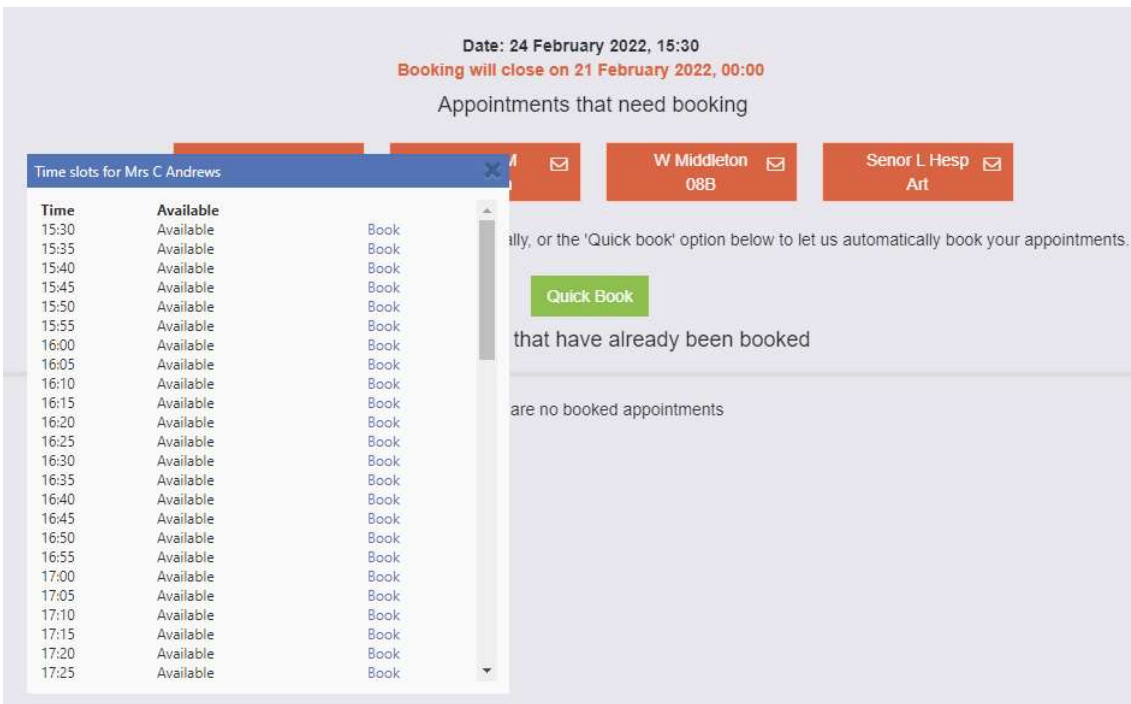 Date: 24 February 2022, 15:30
Booking will close on 21 February 2022, 00:00
Appointments that need booking
W Middleton
08B
Senor L Hesp
Art
Time slots for Mrs C Andrews
Time Available
15:30 Available Book
15:35 Available Book
15:40 Available Book
15:45 Available Book
15:50 Available Book
15:55 Available Book
16:00 Available Book
16:05 Available Book
16:10 Available Book
16:15 Available Book
16:20 Available Book
16:25 Available Book
16:30 Available Book
16:35 Available Book
16:40 Available Book
16:45 Available Book
16:50 Available Book
16:55 Available Book
17:00 Available Book
17:05 Available Book
17:10 Available Book
17:15 Available Book
17:20 Available Book
17:25 Available Book
or the 'Quick book' option below to let us automatically book your appointments.
Quick Book
that have already been booked
are no booked appointments